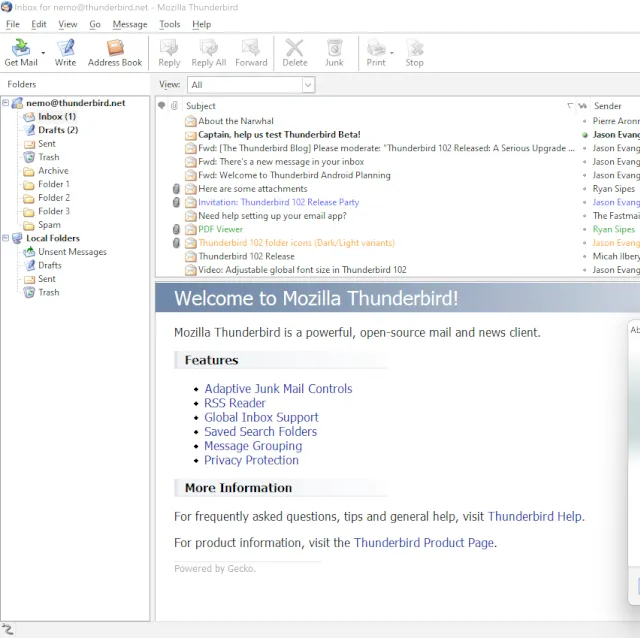 Inbox for nemo@thunderbird.net - Mozilla Thunderbird
File Edit View Go Message Tools Help
Get Mail Write Address Book Reply Reply All Forward Delete Junk Print Stop
Folders View: All
Subject Sender
nemo@thunderbird.net
Inbox (1)
Drafts (2)
Sent
Trash
Archive
Folder 1
Folder 2
Folder 3
Spam
Local Folders
Unsent Messages
Drafts
Sent
Trash
About the Narwhal Pierre Aronn
Captain, help us test Thunderbird Beta! Jason Evang
Fwd: [The Thunderbird Blog] Please moderate: "Thunderbird 102 Released: A Serious Upgrade ... Jason Evang
Fwd: There's a new message in your inbox Jason Evang
Fwd: Welcome to Thunderbird Android Planning Jason Evang
Here are some attachments Ryan Sipes
Invitation: Thunderbird 102 Release Party Jason Evang
Need help setting up your email app? The Fastmai
PDF Viewer Ryan Sipes
Thunderbird 102 folder icons (Dark/Light variants) Jason Evang
Thunderbird 102 Release Micah Ilbery
Video: Adjustable global font size in Thunderbird 102 Jason Evang
Welcome to Mozilla Thunderbird!
Mozilla Thunderbird is a powerful, open-source mail and news client.
Features
Adaptive Junk Mail Controls
RSS Reader
Global Inbox Support
Saved Search Folders
Message Grouping
Privacy Protection
More Information
For frequently asked questions, tips and general help, visit Thunderbird Help.
For product information, visit the Thunderbird Product Page.
Powered by Gecko.
Ab